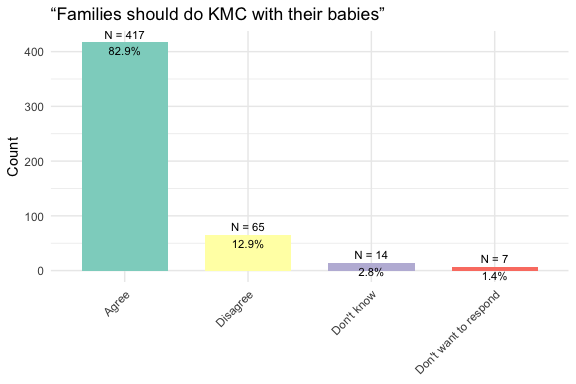 “Families should do KMC with their babies”
Count
400
300
200
100
0
N = 417
82.9%
N = 65
12.9%
N = 14
2.8%
N = 7
1.4%
Agree
Disagree
Don't know
Don't want to respond